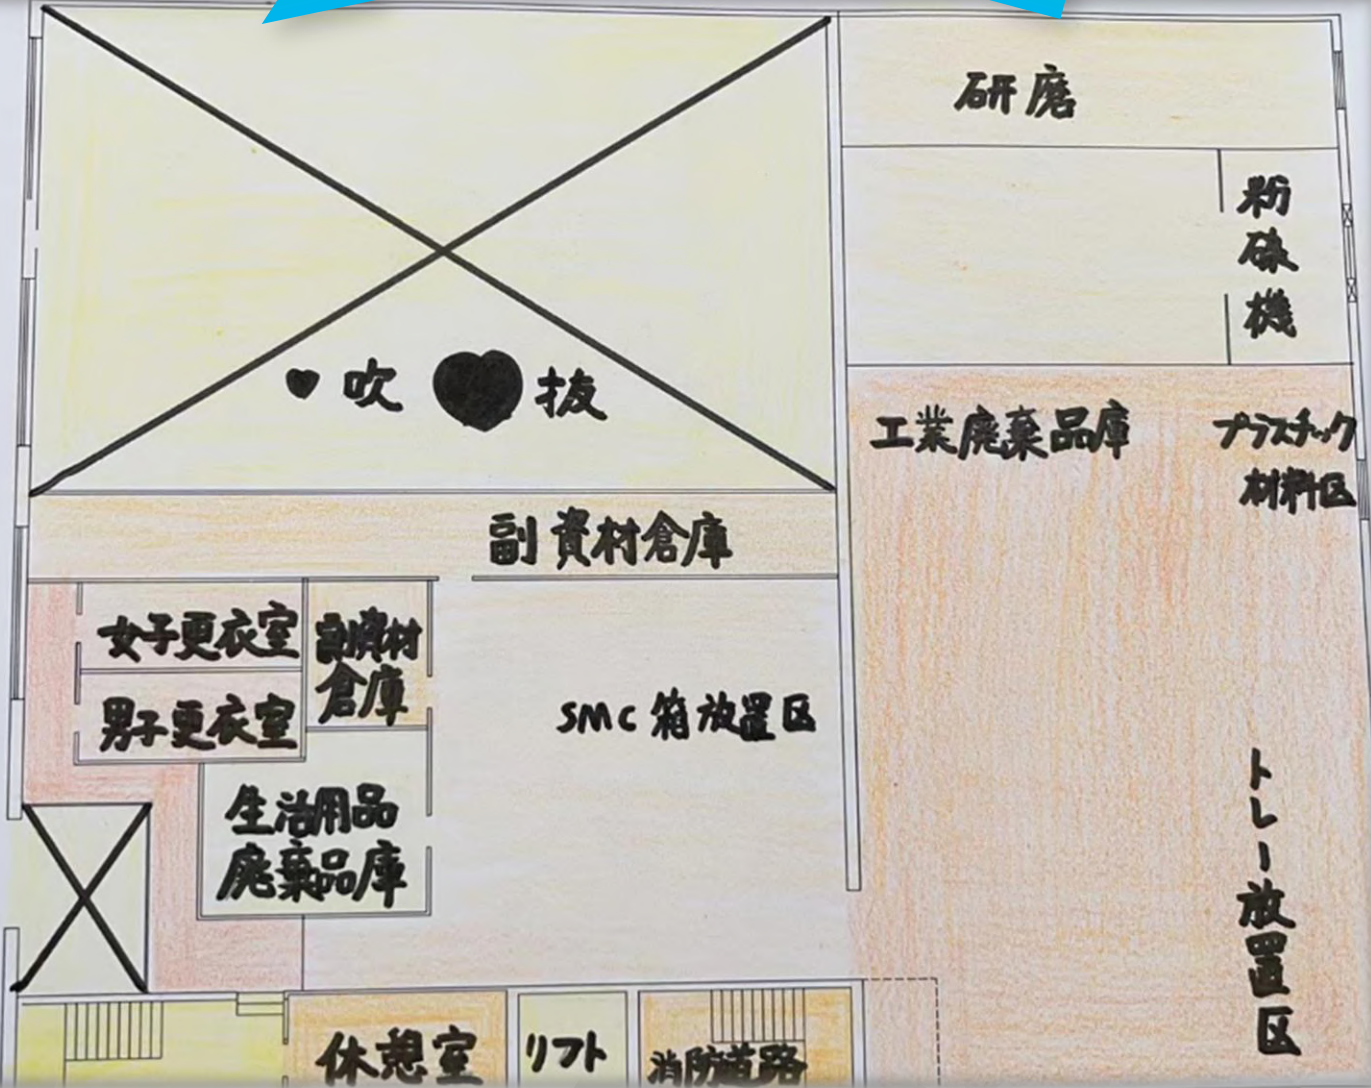 研磨
粉
碌
機
吹 抜
工業廃棄品庫
プラスチック
材料区
副資材倉庫
女子更衣室
副資材
倉庫
男子更衣室
SMC箱放置区
生活用品
廃棄品庫
トレー放置区
休憩室
リフト
消防道路